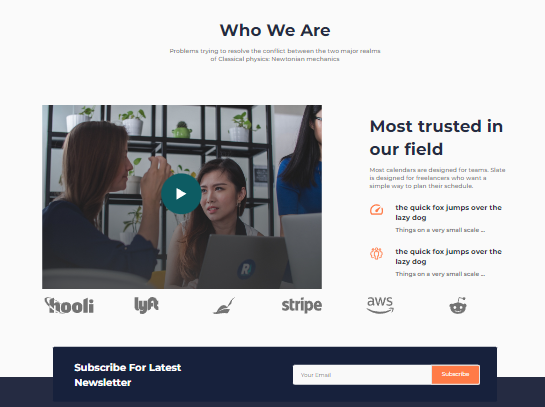 Who We Are
Problems trying to resolve the conflict between the two major realms
of Classical physics: Newtonian mechanics
Most trusted in
our field
Most calendars are designed for teams. Slate
is designed for freelancers who want a
simple way to plan their schedule.
the quick fox jumps over the
lazy dog
Things on a very small scale ...
the quick fox jumps over the
lazy dog
Things on a very small scale ...
R
hooli
lyft
stripe
aws
Subscribe For Latest
Newsletter
Your Email
Subscribe